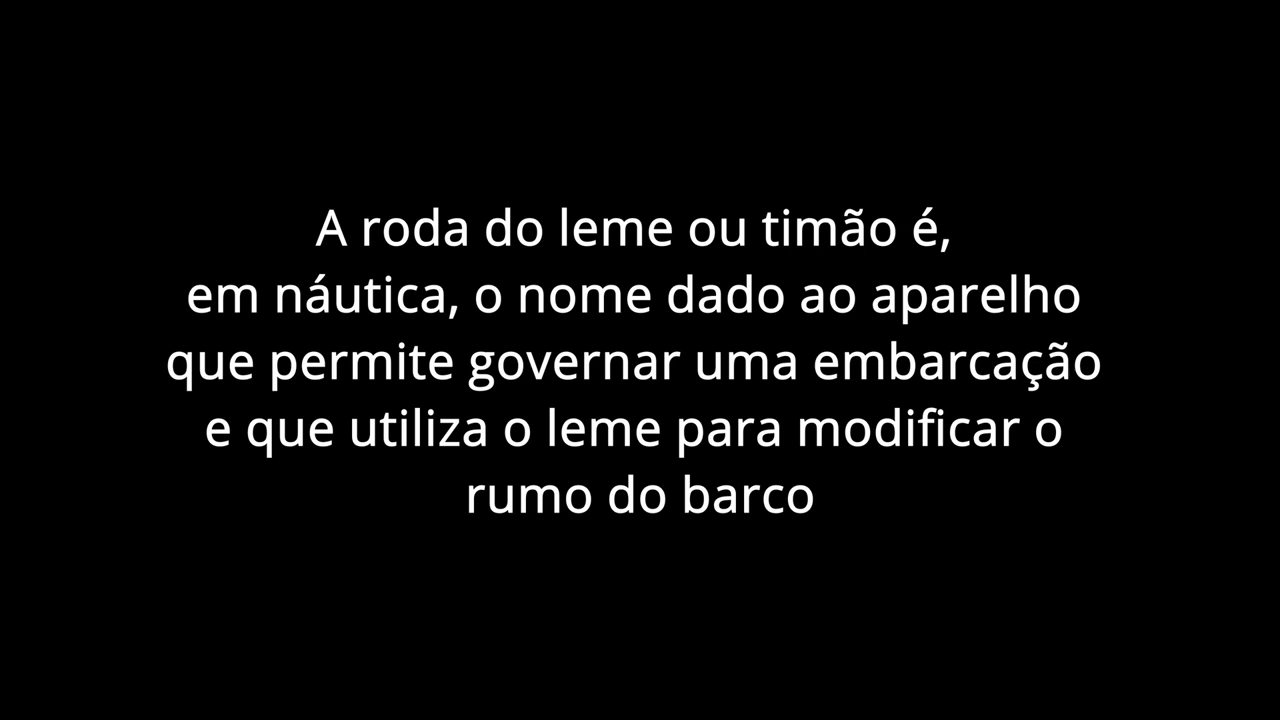 A roda do leme ou timão é,
em náutica, o nome dado ao aparelho
que permite governar uma embarcação
e que utiliza o leme para modificar o
rumo do barco